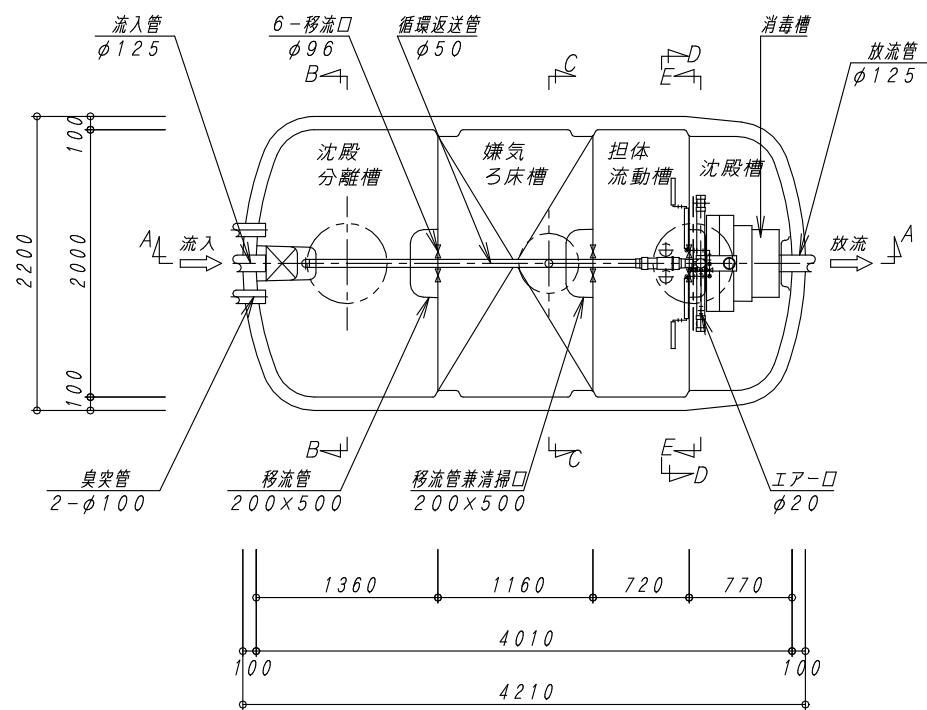 流入管
φ125
6-移流口
φ96
循環返送管
φ50
消毒槽
放流管
φ125
B
C
D
E
100
沈殿
分離槽
嫌気
ろ床槽
担体
流動槽
沈殿槽
A
流入
放流
A
2200
2000
100
B
C
E
D
臭突管
2-φ100
移流管
200×500
移流管兼清掃口
200×500
エアー口
φ20
1360
1160
720
770
4010
100
100
4210